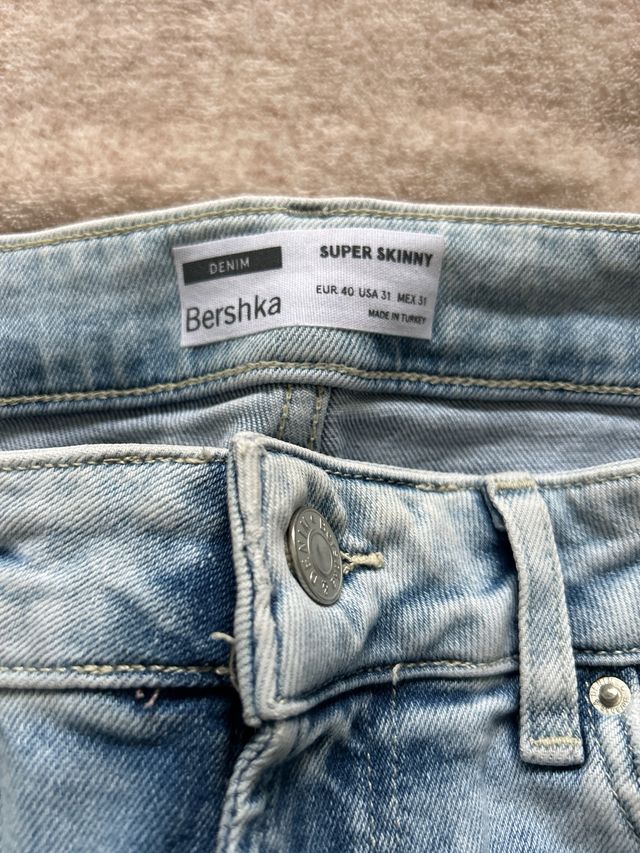 DENIM
Bershka
SUPER SKINNY
EUR 40 USA 31 MEX 31
MADE IN TURKEY